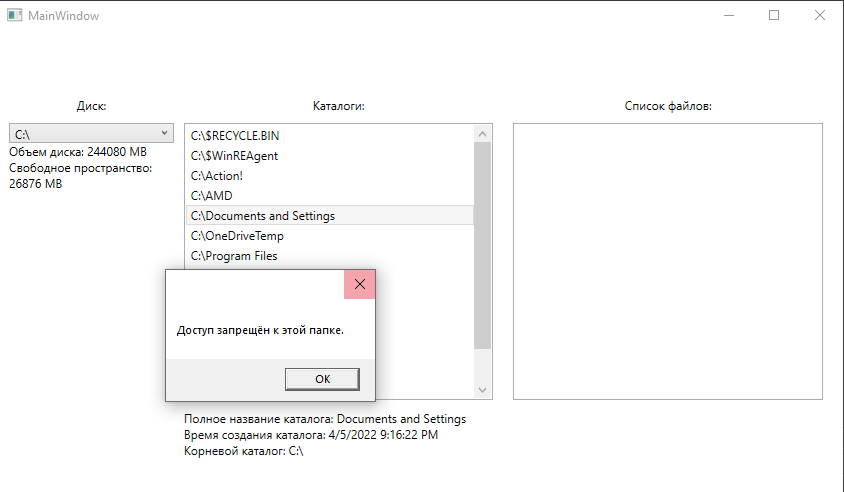 MainWindow
Диск:
Каталоги:
Список файлов:
C:\
Объем диска: 244080 MB
Свободное пространство:
26876 MB
C:\$RECYCLE.BIN
C:\$WinREAgent
C:\Action!
C:\AMD
C:\Documents and Settings
C:\OneDriveTemp
C:\Program Files
Доступ запрещён к этой папке.
OK
Полное название каталога: Documents and Settings
Время создания каталога: 4/5/2022 9:16:22 PM
Корневой каталог: C:\